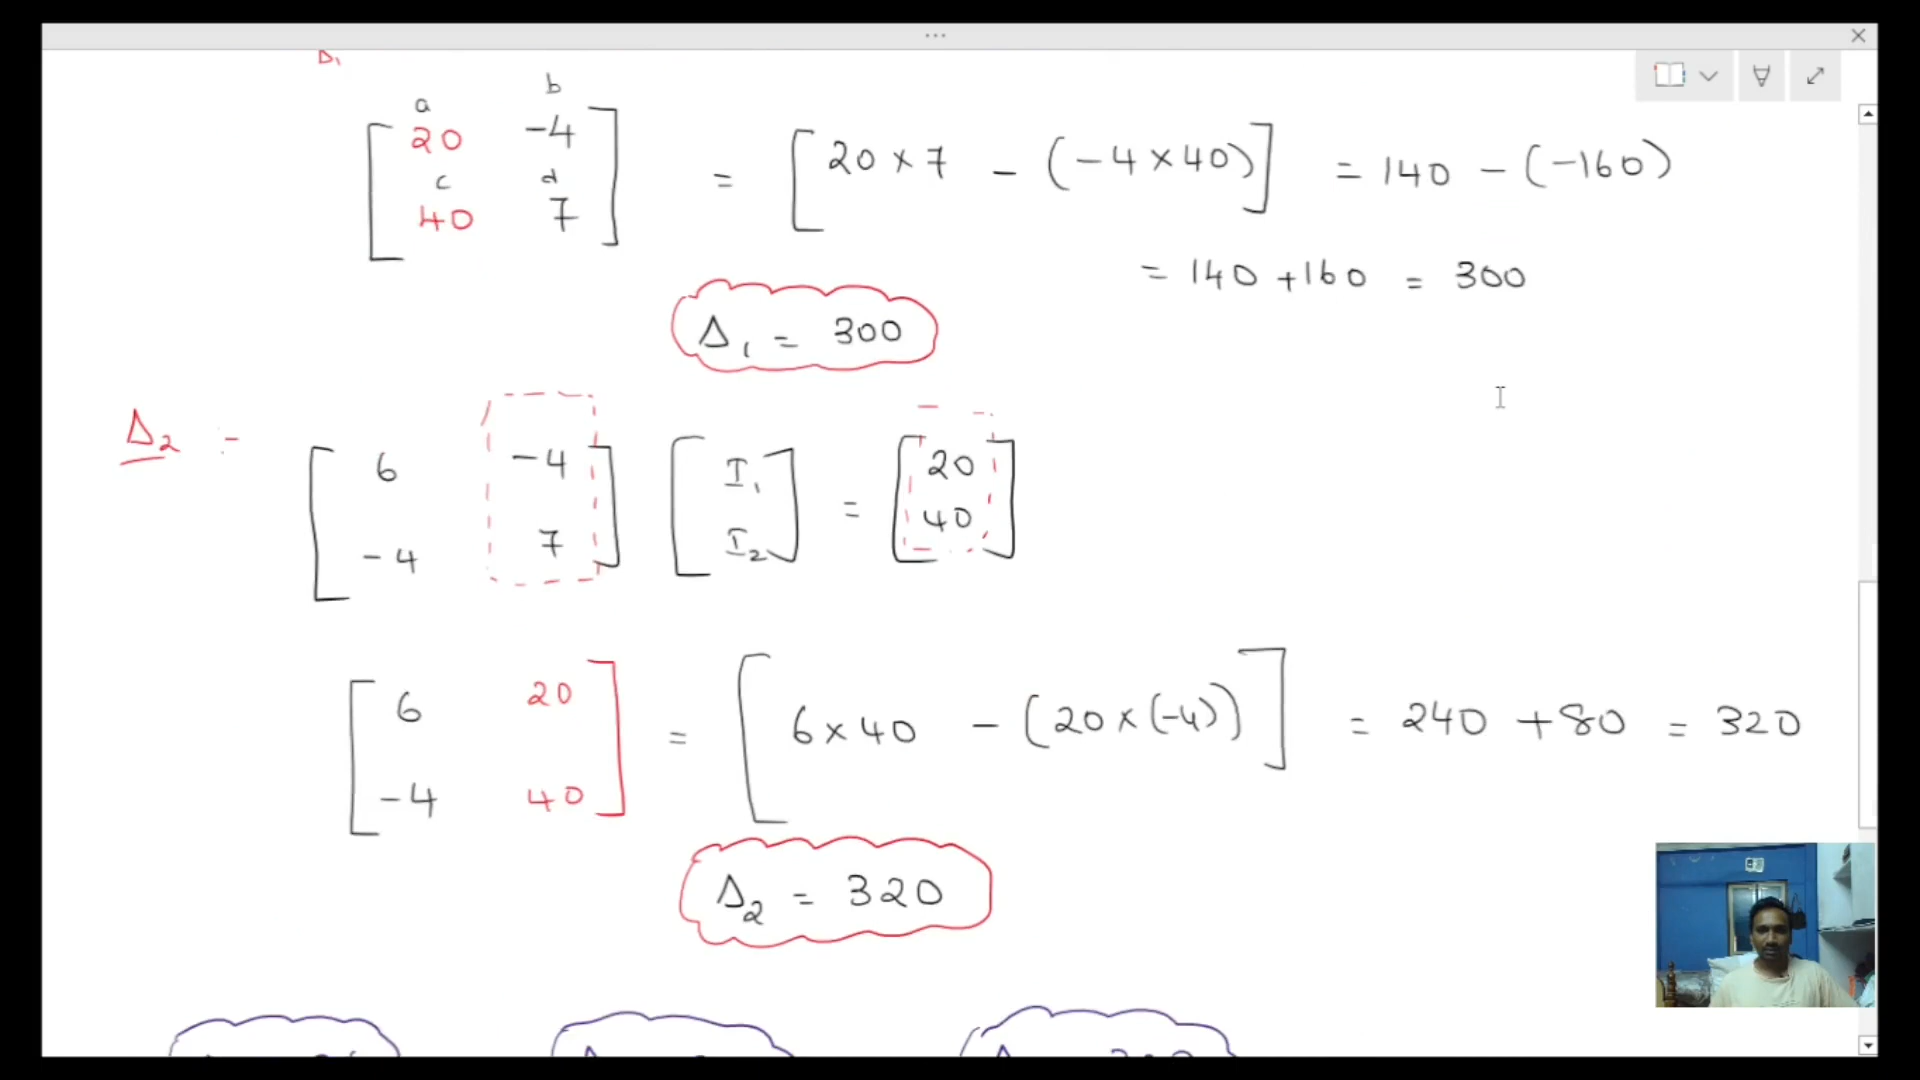 Δ₁
a b
[ 20 -4 ] = [ 20 × 7 - (-4 × 40) ] = 140 - (-160)
c d
[ 40 7 ]
= 140 + 160 = 300
Δ₁ = 300
Δ₂ :-
[ 6 -4 ] [ I₁ ] = [ 20 ]
[ -4 7 ] [ I₂ ] [ 40 ]
[ 6 20 ] = [ 6 × 40 - (20 × (-4)) ] = 240 + 80 = 320
[ -4 40 ]
Δ₂ = 320